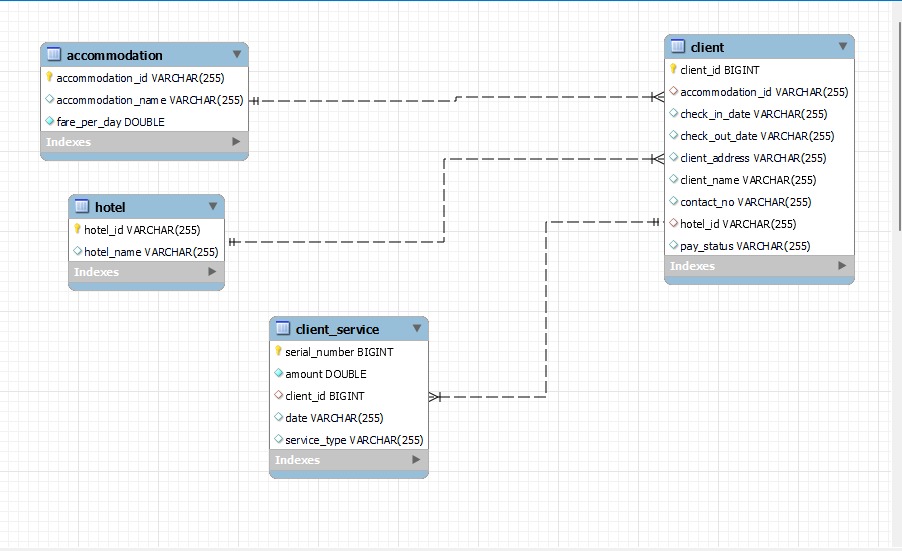 accommodation
accommodation_id VARCHAR(255)
accommodation_name VARCHAR(255)
fare_per_day DOUBLE
Indexes
hotel
hotel_id VARCHAR(255)
hotel_name VARCHAR(255)
Indexes
client_service
serial_number BIGINT
amount DOUBLE
client_id BIGINT
date VARCHAR(255)
service_type VARCHAR(255)
Indexes
client
client_id BIGINT
accommodation_id VARCHAR(255)
check_in_date VARCHAR(255)
check_out_date VARCHAR(255)
client_address VARCHAR(255)
client_name VARCHAR(255)
contact_no VARCHAR(255)
hotel_id VARCHAR(255)
pay_status VARCHAR(255)
Indexes